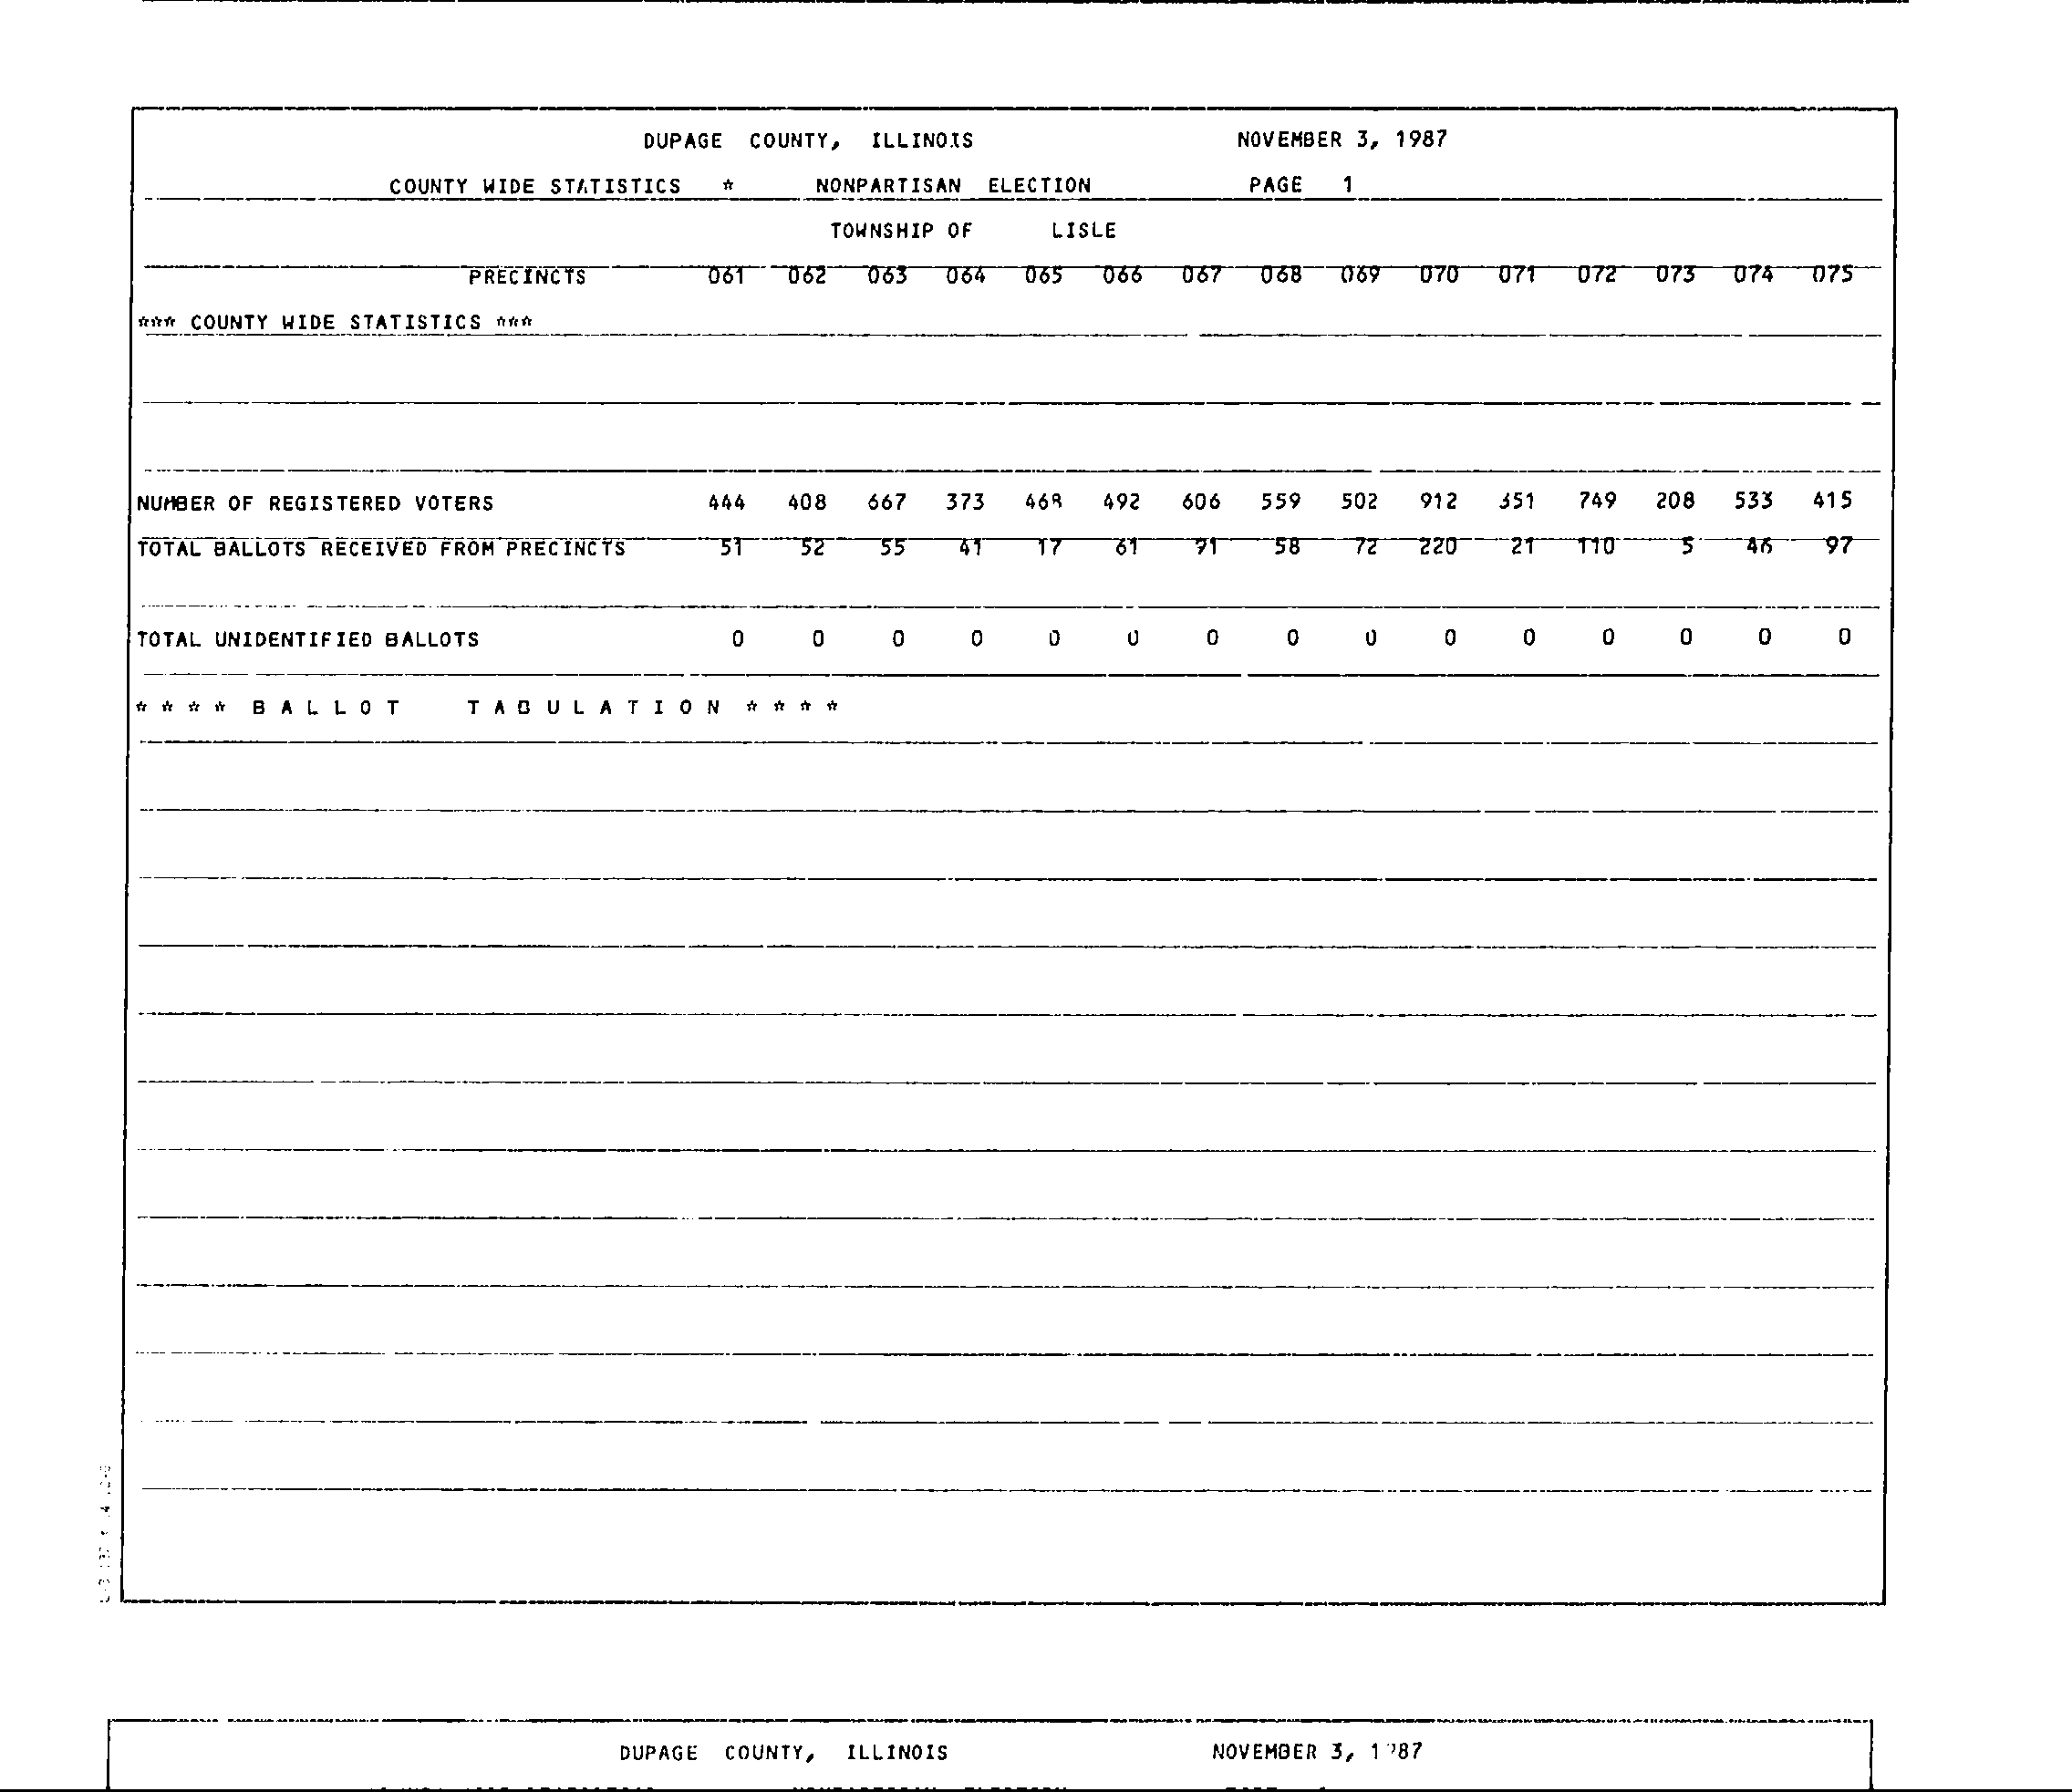 DUPAGE COUNTY, ILLINOIS NOVEMBER 3, 1987
COUNTY WIDE STATISTICS * NONPARTISAN ELECTION PAGE 1
TOWNSHIP OF LISLE
PRECINCTS 061 062 063 064 065 066 067 068 069 070 071 072 073 074 075
*** COUNTY WIDE STATISTICS ***
NUMBER OF REGISTERED VOTERS 444 408 667 373 468 492 606 559 502 912 351 749 208 533 415
TOTAL BALLOTS RECEIVED FROM PRECINCTS 51 52 55 41 17 61 91 58 72 220 21 110 5 46 97
TOTAL UNIDENTIFIED BALLOTS 0 0 0 0 0 0 0 0 0 0 0 0 0 0 0
* * * * B A L L O T T A B U L A T I O N * * * *
DUPAGE COUNTY, ILLINOIS NOVEMBER 3, 1987